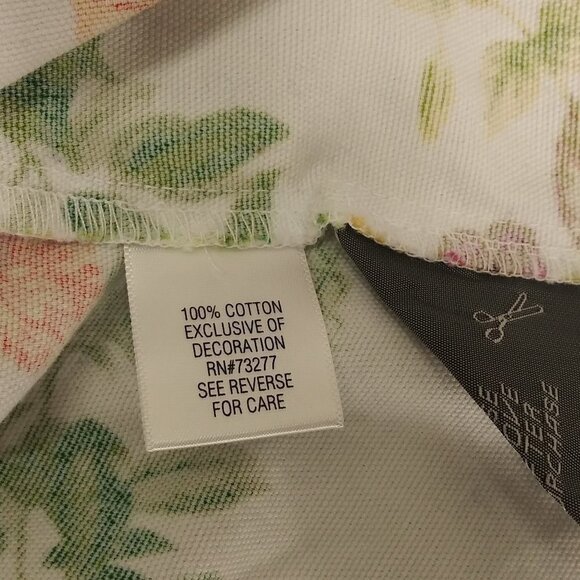 100% COTTON
EXCLUSIVE OF
DECORATION
RN#73277
SEE REVERSE
FOR CARE